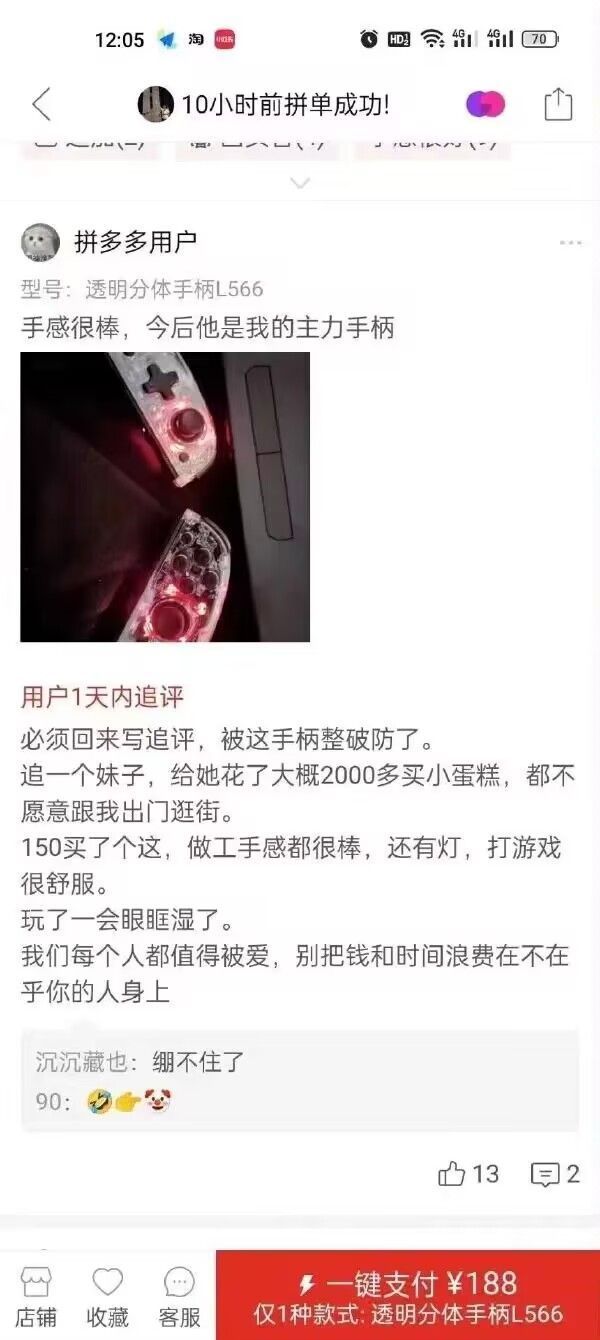 12:05 淘 小红书 HD2 4G 4G 70
10小时前拼单成功!
拼多多用户
型号：透明分体手柄L566
手感很棒，今后他是我的主力手柄
用户1天内追评
必须回来写追评，被这手柄整破防了。
追一个妹子，给她花了大概2000多买小蛋糕，都不
愿意跟我出门逛街。
150买了个这，做工手感都很棒，还有灯，打游戏
很舒服。
玩了一会眼眶湿了。
我们每个人都值得被爱，别把钱和时间浪费在不在
乎你的人身上
沉沉藏也：绷不住了
90：🤣👉🤡
13 2
店铺 收藏 客服
一键支付 ¥188
仅1种款式: 透明分体手柄L566